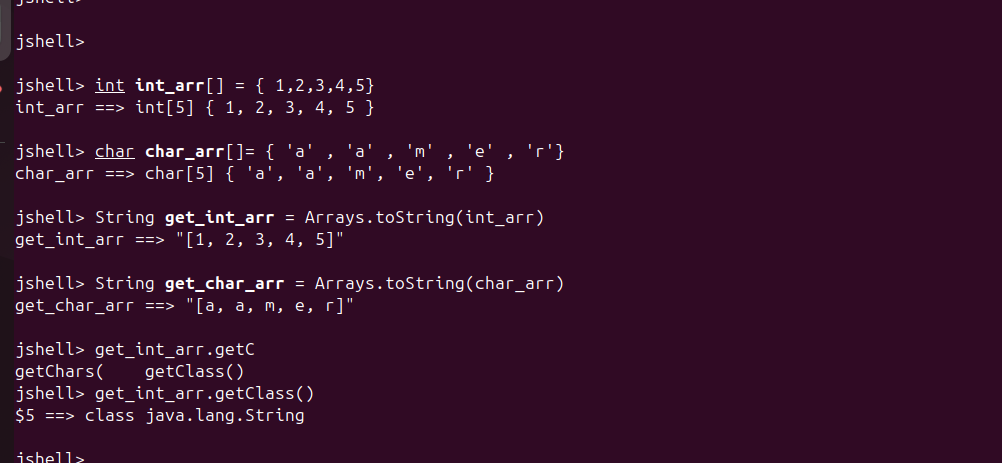 jshell>
jshell>
jshell> int int_arr[] = { 1,2,3,4,5}
int_arr ==> int[5] { 1, 2, 3, 4, 5 }
jshell> char char_arr[]= { 'a' , 'a' , 'm' , 'e' , 'r'}
char_arr ==> char[5] { 'a', 'a', 'm', 'e', 'r' }
jshell> String get_int_arr = Arrays.toString(int_arr)
get_int_arr ==> "[1, 2, 3, 4, 5]"
jshell> String get_char_arr = Arrays.toString(char_arr)
get_char_arr ==> "[a, a, m, e, r]"
jshell> get_int_arr.getC
getChars(    getClass()
jshell> get_int_arr.getClass()
$5 ==> class java.lang.String
jshell>